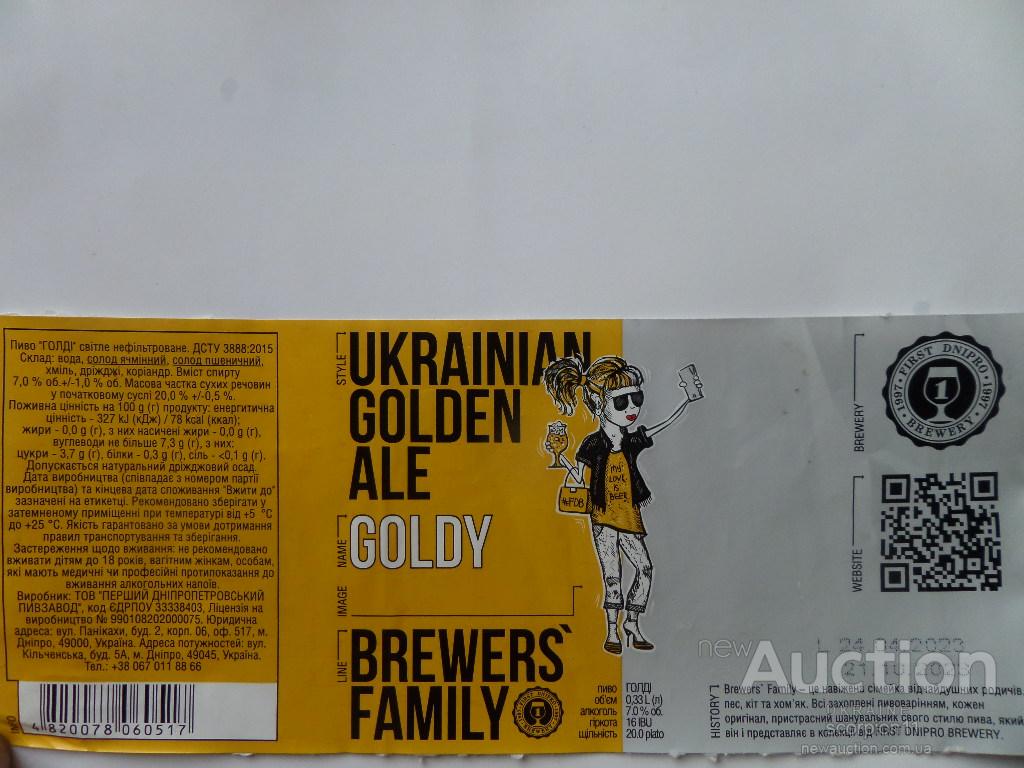 Пиво "ГОЛДІ" світле нефільтроване. ДСТУ 3888:2015
Склад: вода, солод ячмінний, солод пшеничний,
хміль, дріжджі, коріандр. Вміст спирту
7,0 % об.+/-1,0 % об. Масова частка сухих речовин
у початковому суслі 20,0 % +/-0,5 %.
Поживна цінність на 100 g (г) продукту: енергетична
цінність - 327 kJ (кДж) / 78 kcal (ккал);
жири - 0,0 g (г), з них насичені жири - 0,0 g (г),
вуглеводи не більше 7,3 g (г), з них:
цукри - 3,7 g (г), білки - 0,3 g (г), сіль - <0,1 g (г).
Допускається натуральний дріжджовий осад.
Дата виробництва (співпадає з номером партії
виробництва) та кінцева дата споживання "Вжити до"
зазначені на етикетці. Рекомендовано зберігати у
затемненому приміщенні при температурі від +5 °C
до +25 °C. Якість гарантовано за умови дотримання
правил транспортування та зберігання.
Застереження щодо вживання: не рекомендовано
вживати дітям до 18 років, вагітним жінкам, особам,
які мають медичні чи професійні протипоказання до
вживання алкогольних напоїв.
Виробник: ТОВ "ПЕРШИЙ ДНІПРОПЕТРОВСЬКИЙ
ПИВЗАВОД", код ЄДРПОУ 33338403, Ліцензія на
виробництво № 990108202000075. Юридична
адреса: вул. Панікахи, буд. 2, корп. 06, оф. 517, м.
Дніпро, 49000, Україна. Адреса потужностей: вул.
Кільченська, буд. 5А, м. Дніпро, 49045, Україна.
Тел.: +38 067 011 88 66
4 820078 060517
STYLE
UKRAINIAN
GOLDEN
ALE
NAME
GOLDY
IMAGE
LINE
BREWERS`
FAMILY
FIRST DNIPRO
1
BREWERY
my
LOVE
is
BEER
#FDB
пиво ГОЛДІ
об'єм 0,33 L (л)
алкоголь 7.0 % об.
гіркота 16 IBU
щільність 20.0 plato
BREWERY
FIRST DNIPRO
1997 1 1997
BREWERY
WEBSITE
L 24.04.2023
HISTORY
Brewers` Family – це навіжена сімейка відчайдушних родичів,
пес, кіт та хом'як. Всі захоплені пивоварінням, кожен
оригінал, пристрасний шанувальник свого стилю пива, який
він і представляє в колекції від FIRST DNIPRO BREWERY.
new Auction
newauction.com.ua